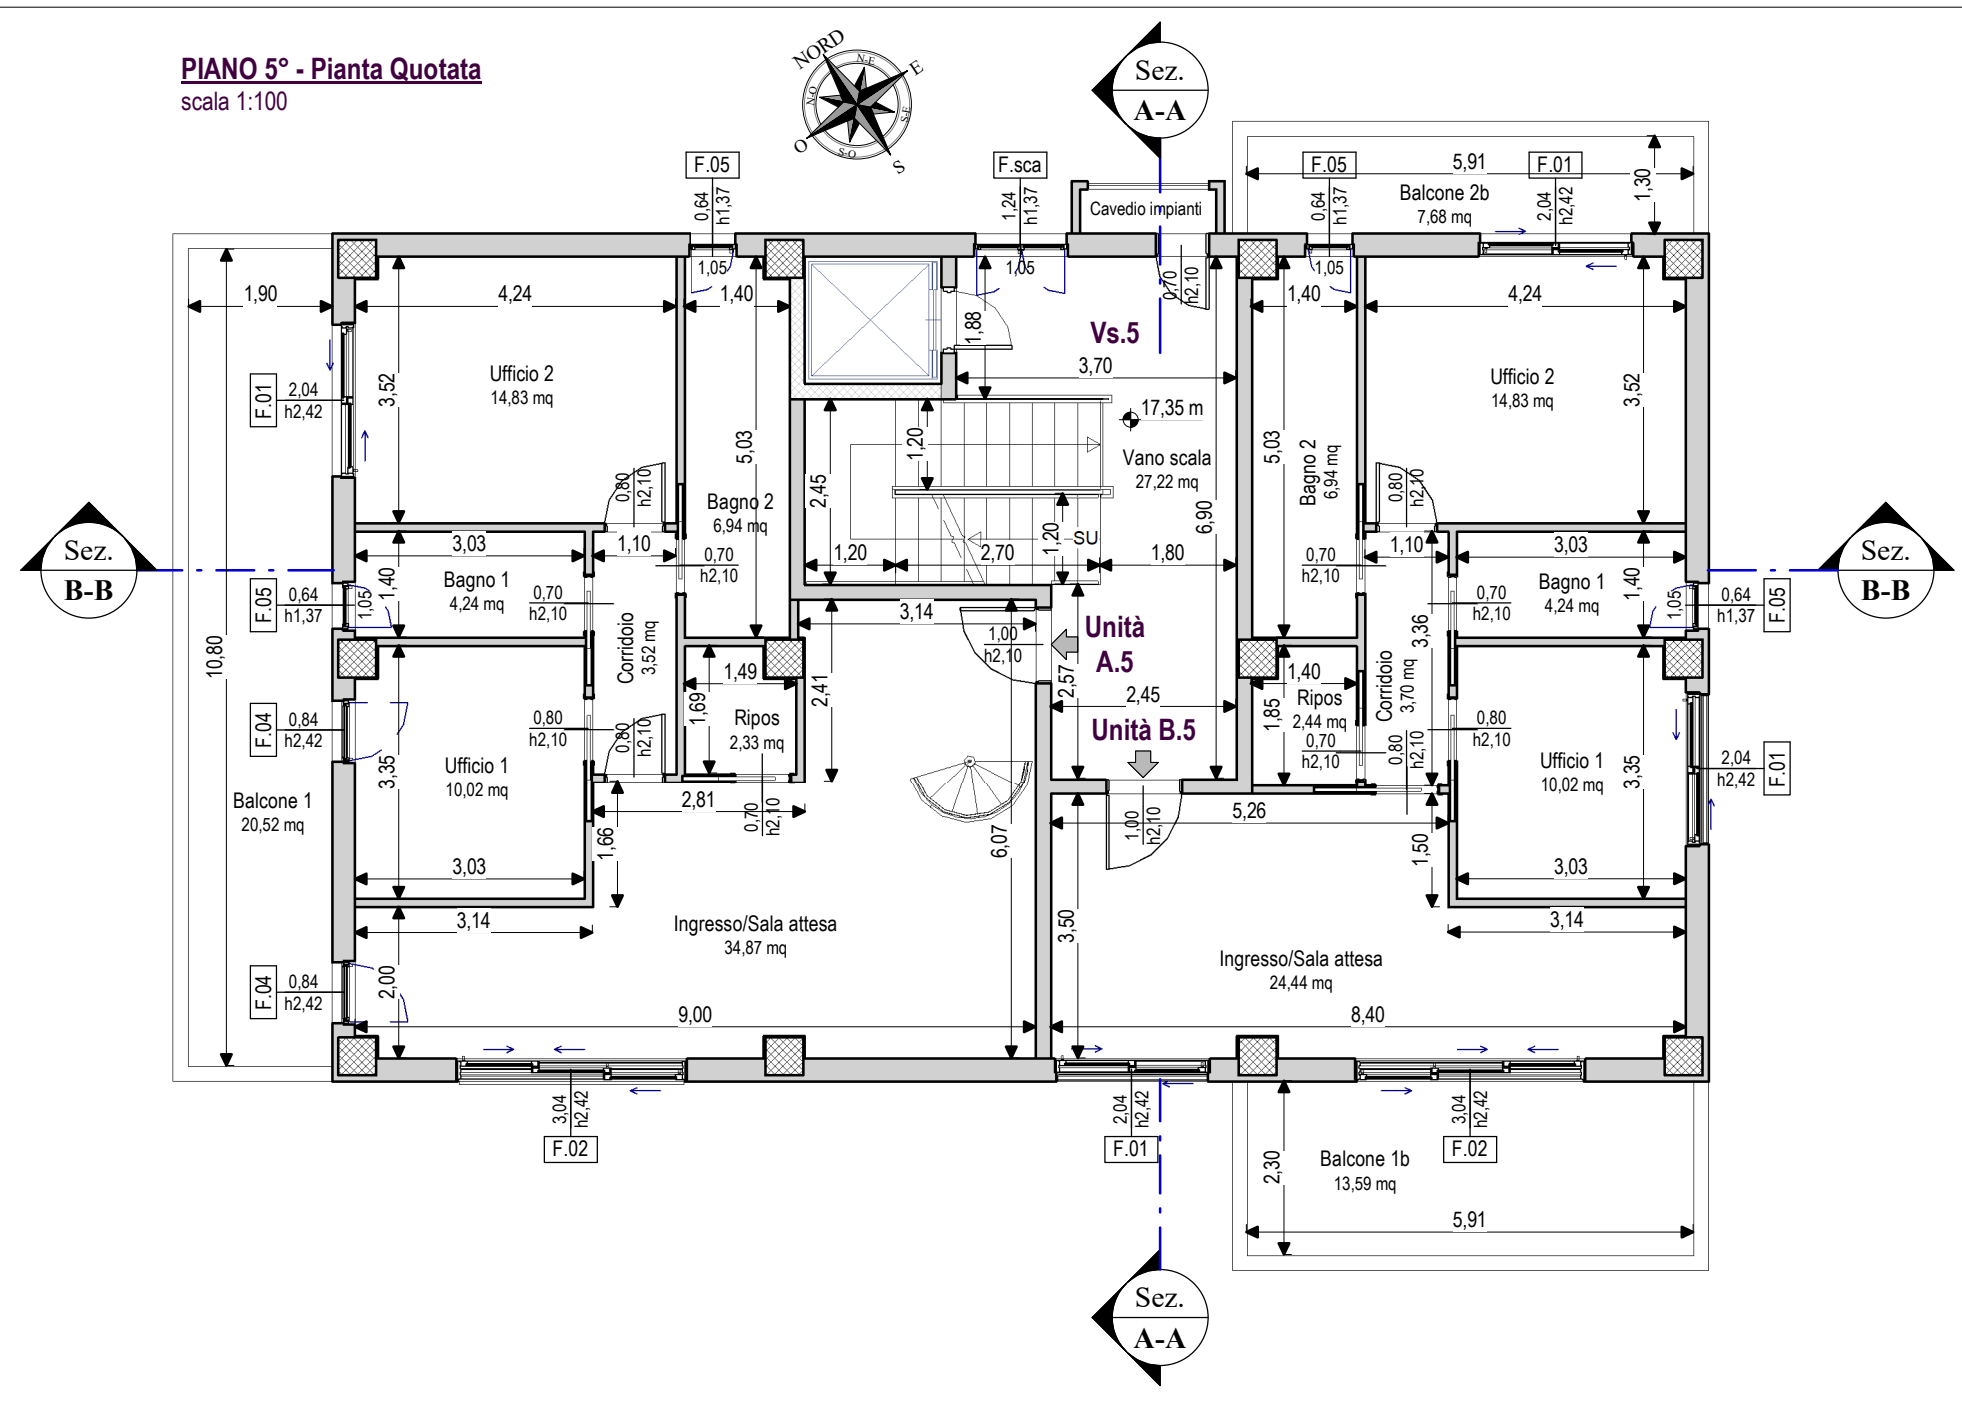 PIANO 5° - Pianta Quotata
scala 1:100
NORD
N-E
E
S-E
S
S-O
O
N-O
Sez.
A-A
F.05
0,64
h1,37
1,05
F.sca
1,24
h1,37
1,05
Cavedio impianti
0,70
h2,10
F.05
0,64
h1,37
1,05
5,91
F.01
2,04
h2,42
Balcone 2b
7,68 mq
1,30
1,90
4,24
1,40
1,88
Vs.5
3,70
1,40
4,24
F.01
2,04
h2,42
3,52
Ufficio 2
14,83 mq
5,03
Bagno 2
6,94 mq
17,35 m
1,20
2,45
Vano scala
27,22 mq
6,90
5,03
Bagno 2
6,94 mq
Ufficio 2
14,83 mq
3,52
0,80
h2,10
0,80
h2,10
Sez.
B-B
3,03
1,40
Bagno 1
4,24 mq
1,10
0,70
h2,10
0,70
h2,10
1,20
2,70
1,20
SU
1,80
0,70
h2,10
1,10
3,03
Bagno 1
4,24 mq
1,40
0,70
h2,10
Sez.
B-B
F.05
0,64
h1,37
1,05
1,05
0,64
h1,37
F.05
10,80
Corridoio
3,52 mq
3,14
1,00
h2,10
Unità
A.5
2,57
2,45
Unità B.5
3,36
Corridoio
3,70 mq
F.04
0,84
h2,42
3,35
Ufficio 1
10,02 mq
0,80
h2,10
0,80
h2,10
1,49
1,69
Ripos
2,33 mq
2,41
1,40
1,85
Ripos
2,44 mq
0,70
h2,10
0,80
h2,10
0,80
h2,10
Ufficio 1
10,02 mq
3,35
2,04
h2,42
F.01
Balcone 1
20,52 mq
2,81
0,70
h2,10
1,66
6,07
1,00
h2,10
5,26
1,50
3,03
3,03
3,14
3,14
Ingresso/Sala attesa
34,87 mq
3,50
Ingresso/Sala attesa
24,44 mq
F.04
0,84
h2,42
2,00
9,00
8,40
3,04
h2,42
F.02
2,04
h2,42
F.01
3,04
h2,42
F.02
2,30
Balcone 1b
13,59 mq
5,91
Sez.
A-A